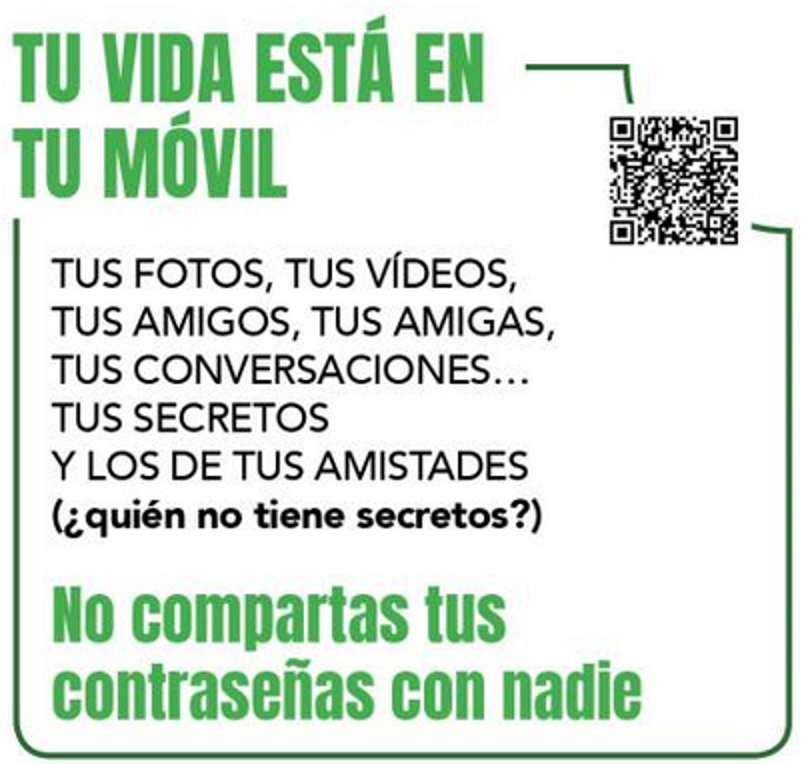 TU VIDA ESTÁ EN
TU MÓVIL
TUS FOTOS, TUS VÍDEOS,
TUS AMIGOS, TUS AMIGAS,
TUS CONVERSACIONES...
TUS SECRETOS
Y LOS DE TUS AMISTADES
(¿quién no tiene secretos?)
No compartas tus
contraseñas con nadie